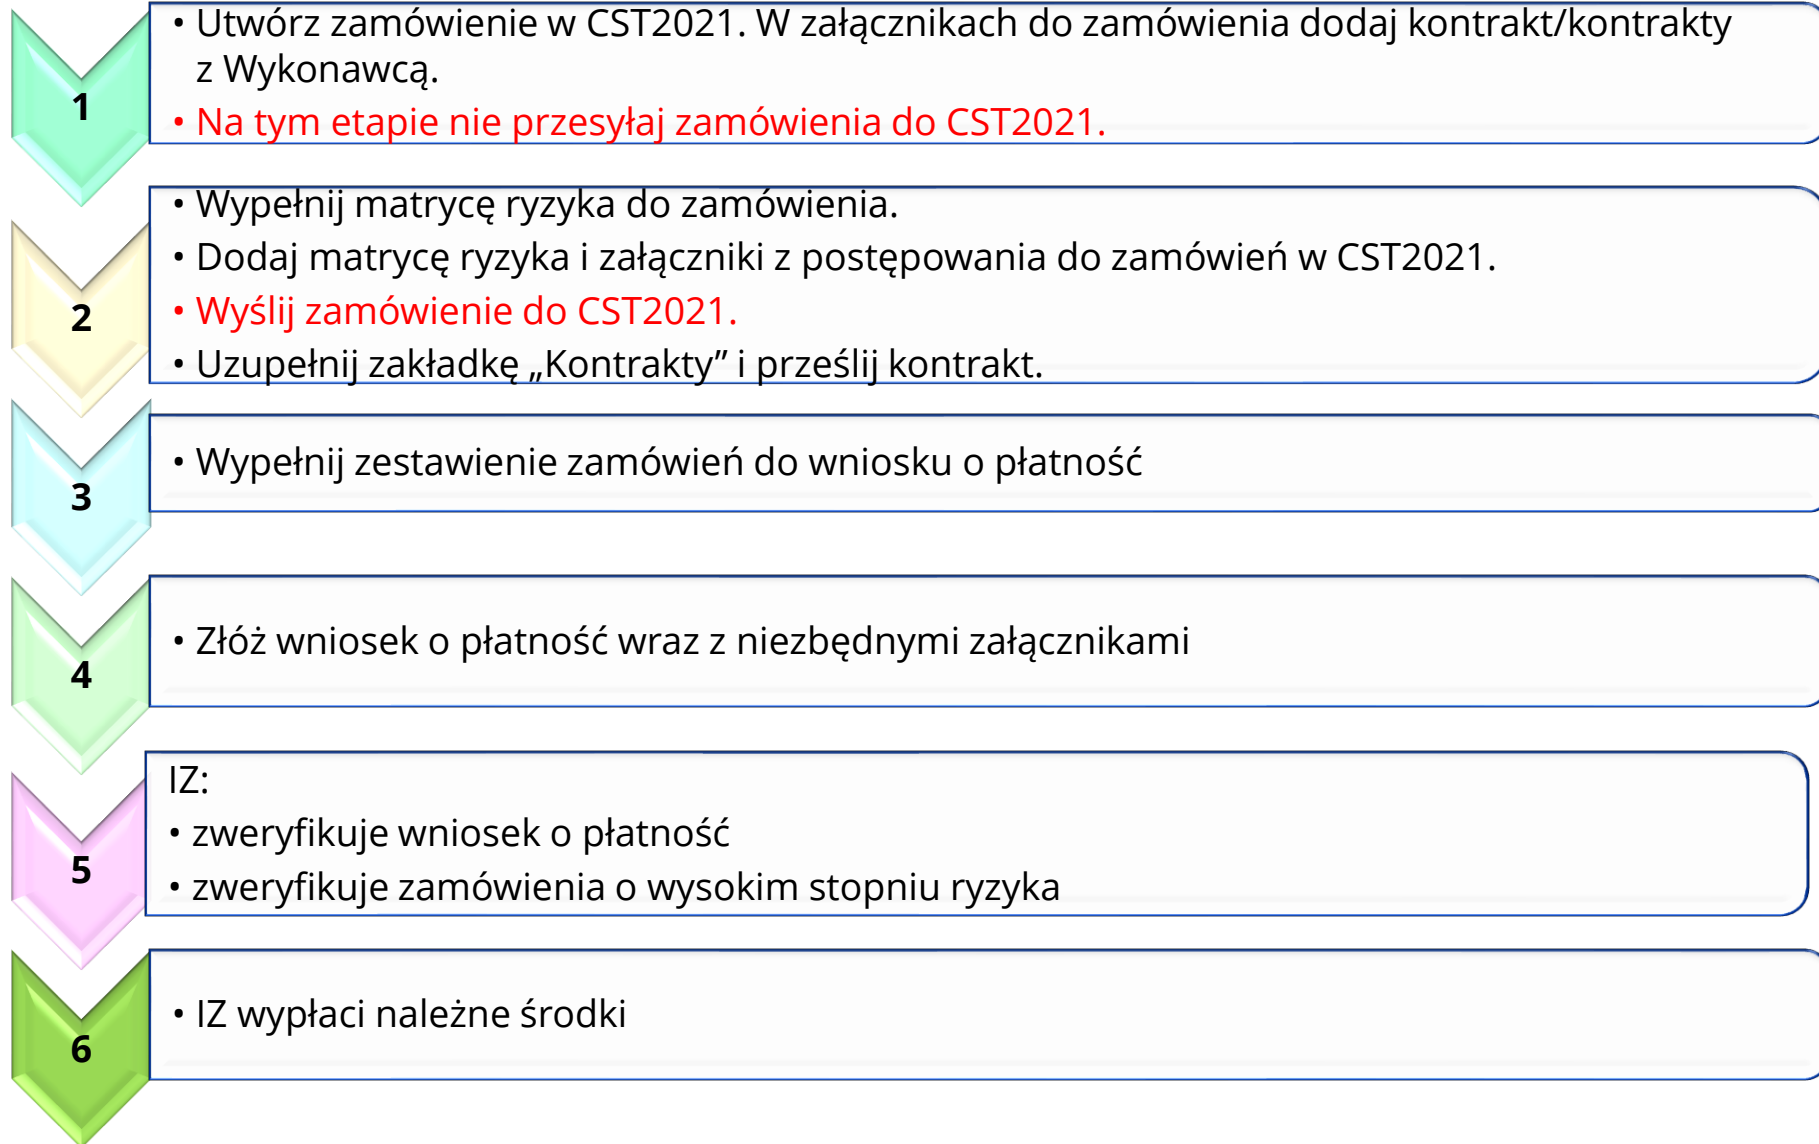 1
• Utwórz zamówienie w CST2021. W załącznikach do zamówienia dodaj kontrakt/kontrakty
z Wykonawcą.
• Na tym etapie nie przesyłaj zamówienia do CST2021.
2
• Wypełnij matrycę ryzyka do zamówienia.
• Dodaj matrycę ryzyka i załączniki z postępowania do zamówień w CST2021.
• Wyślij zamówienie do CST2021.
• Uzupełnij zakładkę „Kontrakty” i prześlij kontrakt.
3
• Wypełnij zestawienie zamówień do wniosku o płatność
4
• Złóż wniosek o płatność wraz z niezbędnymi załącznikami
5
IZ:
• zweryfikuje wniosek o płatność
• zweryfikuje zamówienia o wysokim stopniu ryzyka
6
• IZ wypłaci należne środki